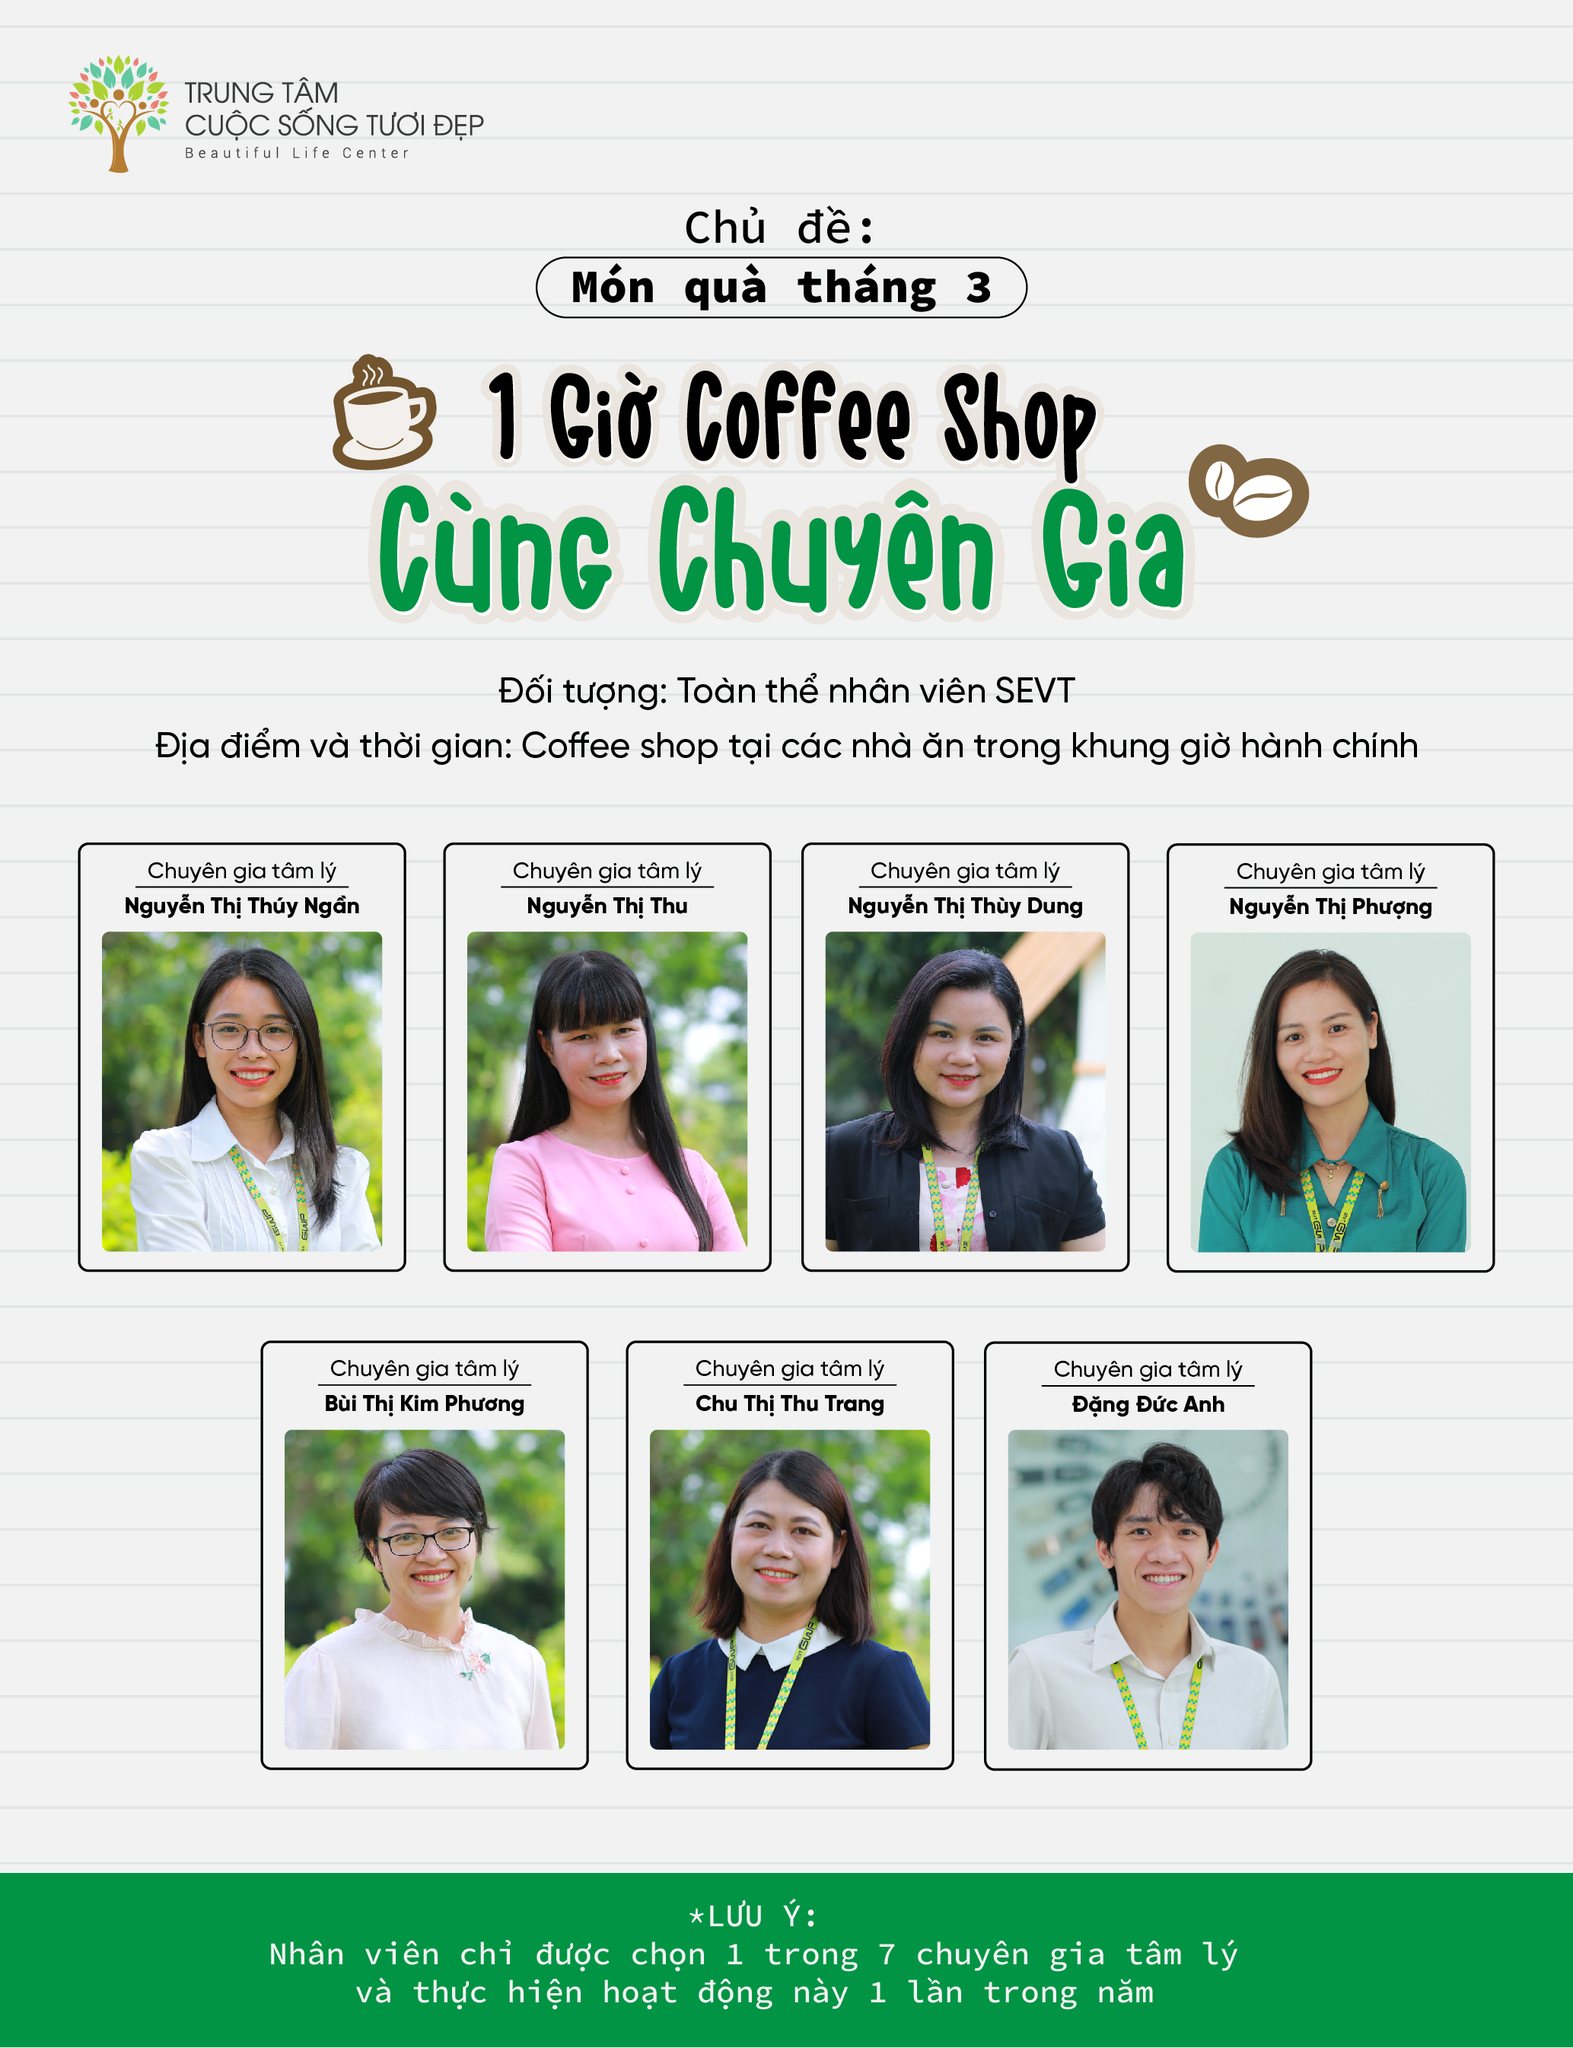 TRUNG TÂM
CUỘC SỐNG TƯƠI ĐẸP
Beautiful Life Center
Chủ đề:
Món quà tháng 3
1 Giờ Coffee Shop
Cùng Chuyên Gia
Đối tượng: Toàn thể nhân viên SEVT
Địa điểm và thời gian: Coffee shop tại các nhà ăn trong khung giờ hành chính
Chuyên gia tâm lý
Nguyễn Thị Thúy Ngần
Chuyên gia tâm lý
Nguyễn Thị Thu
Chuyên gia tâm lý
Nguyễn Thị Thùy Dung
Chuyên gia tâm lý
Nguyễn Thị Phượng
Chuyên gia tâm lý
Bùi Thị Kim Phương
Chuyên gia tâm lý
Chu Thị Thu Trang
Chuyên gia tâm lý
Đặng Đức Anh
*LƯU Ý:
Nhân viên chỉ được chọn 1 trong 7 chuyên gia tâm lý
và thực hiện hoạt động này 1 lần trong năm